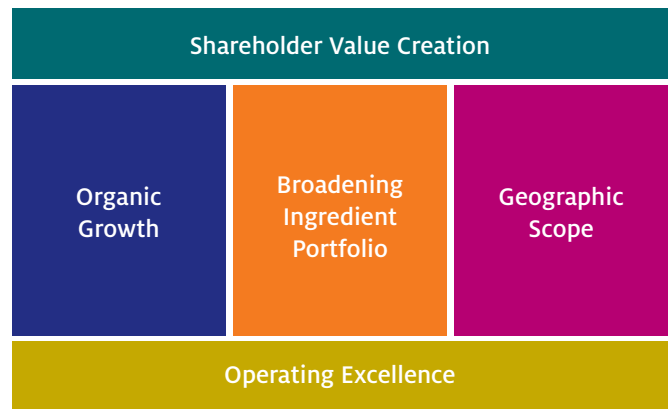 Shareholder Value Creation
Organic
Growth
Broadening
Ingredient
Portfolio
Geographic
Scope
Operating Excellence